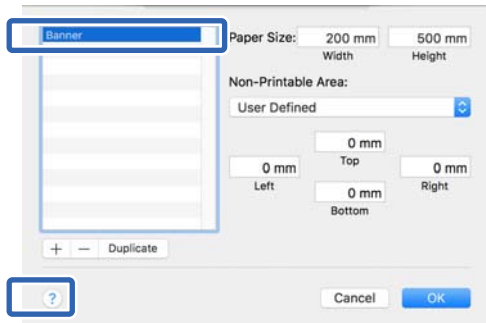 Banner
Paper Size: 200 mm 500 mm
Width Height
Non-Printable Area:
User Defined
0 mm
Top
0 mm 0 mm
Left Right
0 mm
Bottom
+ − Duplicate
? Cancel OK